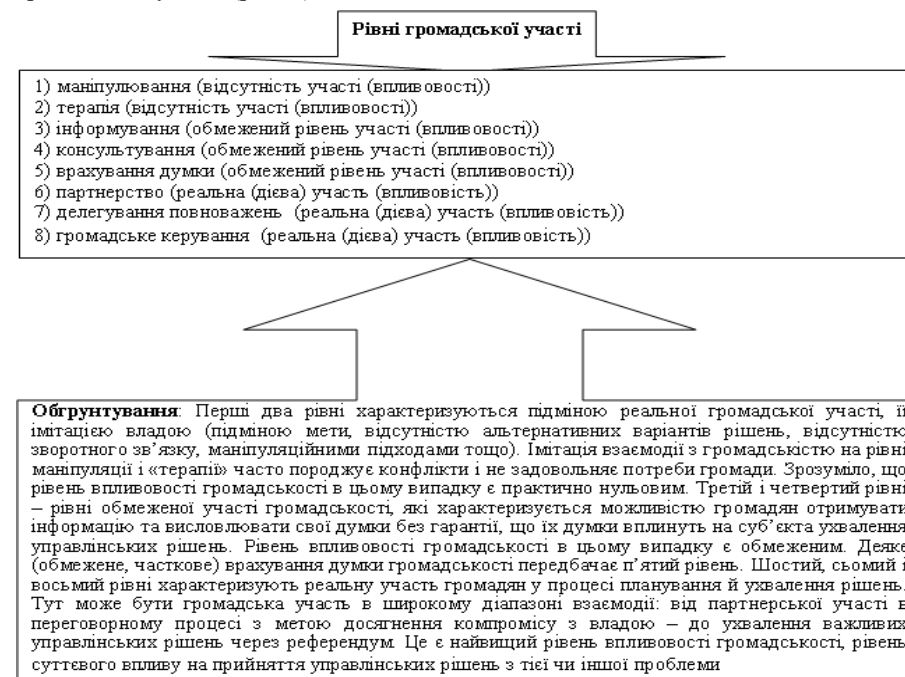 Рівні громадської участі
1) маніпулювання (відсутність участі (впливовості))
2) терапія (відсутність участі (впливовості))
3) інформування (обмежений рівень участі (впливовості)
4) консультування (обмежений рівень участі (впливовості))
5) врахування думки (обмежений рівень участі (впливовості)
6) партнерство (реальна (дієва) участь (впливовість))
7) делегування повноважень (реальна (дієва) участь (впливовість))
8) громадське керування (реальна (дієва) участь (впливовість))
Обгрунтування: Перші два рівні характеризуються підміною реальної громадської участі, її
імітацією владою (підміною мети, відсутністю альтернативних варіантів рішень, відсутністю
зворотного зв’язку, маніпуляційними підходами тощо). Імітація взаємодії з громадськістю на рівні
маніпуляції і «терапії» часто породжує конфлікти і не задовольняє потреби громади. Зрозуміло, що
рівень впливовості громадськості в цьому випадку є практично нульовим. Третій і четвертий рівні
– рівні обмеженої участі громадськості, які характеризується можливістю громадян отримувати
інформацію та висловлювати свої думки без гарантії, що їх думки вплинуть на суб’єкта ухвалення
управлінських рішень. Рівень впливовості громадськості в цьому випадку є обмеженим. Деяке
(обмежене, часткове) врахування думки громадськості передбачає п’ятий рівень. Шостий, сьомий і
восьмий рівні характеризують реальну участь громадян у процесі планування й ухвалення рішень.
Тут може бути громадська участь в широкому діапазоні взаємодії: від партнерської участі в
переговорному процесі з метою досягнення компромісу з владою – до ухвалення важливих
управлінських рішень через референдум. Це є найвищий рівень впливовості громадськості, рівень
суттєвого впливу на прийняття управлінських рішень з тієї чи іншої проблеми